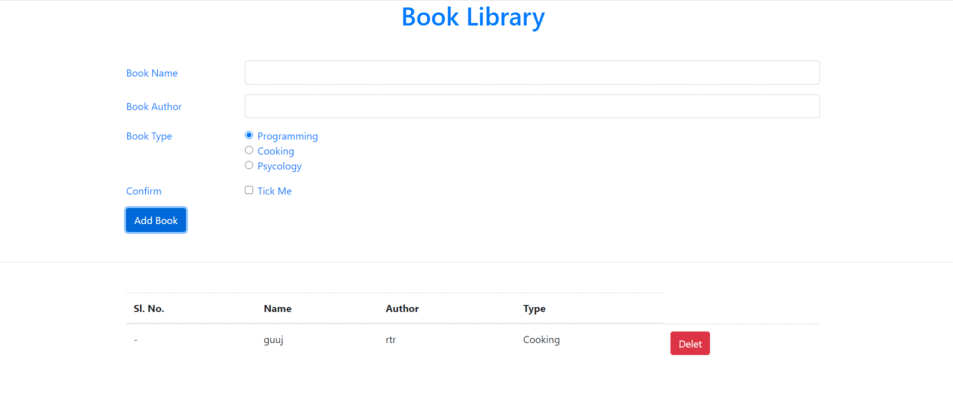 Book Library
Book Name
Book Author
Book Type
Programming
Cooking
Psycology
Confirm
Tick Me
Add Book
Sl. No. Name Author Type
- guuj rtr Cooking Delet